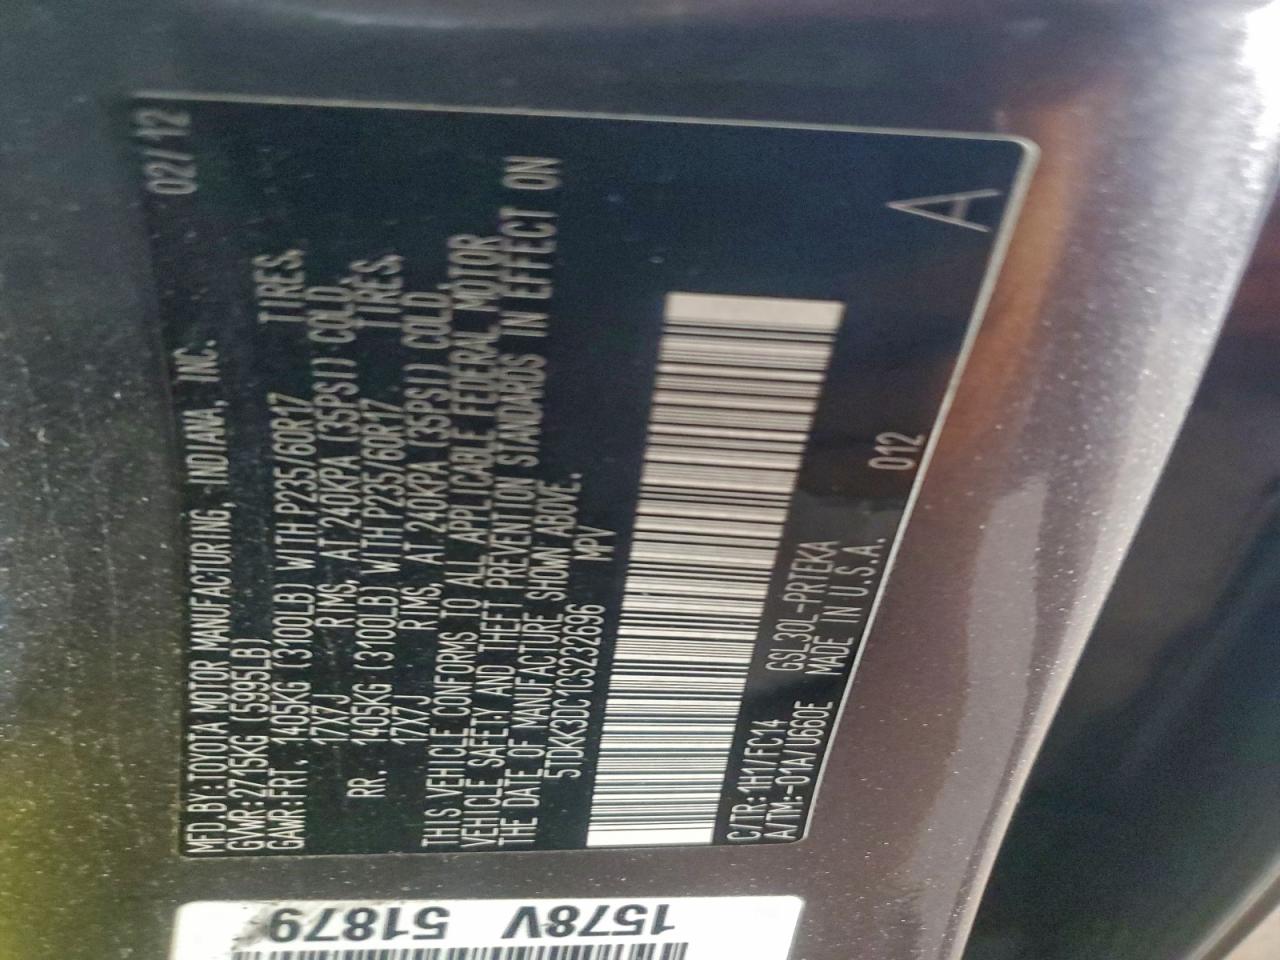 MFD.BY:TOYOTA MOTOR MANUFACTURING, INDIANA, INC. 02/12
GVWR:2715KG (5995LB)
GAWR:FRT. 1405KG (3100LB) WITH P235/60R17 TIRES.
17X7J RIMS, AT 240KPA (35PSI) COLD.
RR. 1405KG (3100LB) WITH P235/60R17 TIRES.
17X7J RIMS, AT 240KPA (35PSI) COLD.
THIS VEHICLE CONFORMS TO ALL APPLICABLE FEDERAL MOTOR
VEHICLE SAFETY AND THEFT PREVENTION STANDARDS IN EFFECT ON
THE DATE OF MANUFACTURE SHOWN ABOVE.
5TDKK3DC1CS232696 MPV
C/TR:1H1/FC14 GSL30L-PRTEKA
A/TM:-01A/U660E MADE IN U.S.A. 012
A
1578V 51879